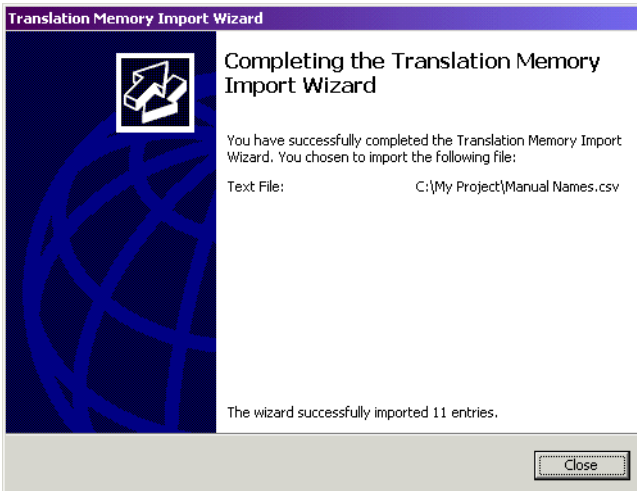 Translation Memory Import Wizard
Completing the Translation Memory
Import Wizard
You have successfully completed the Translation Memory Import
Wizard. You chosen to import the following file:
Text File: C:\My Project\Manual Names.csv
The wizard successfully imported 11 entries.
Close